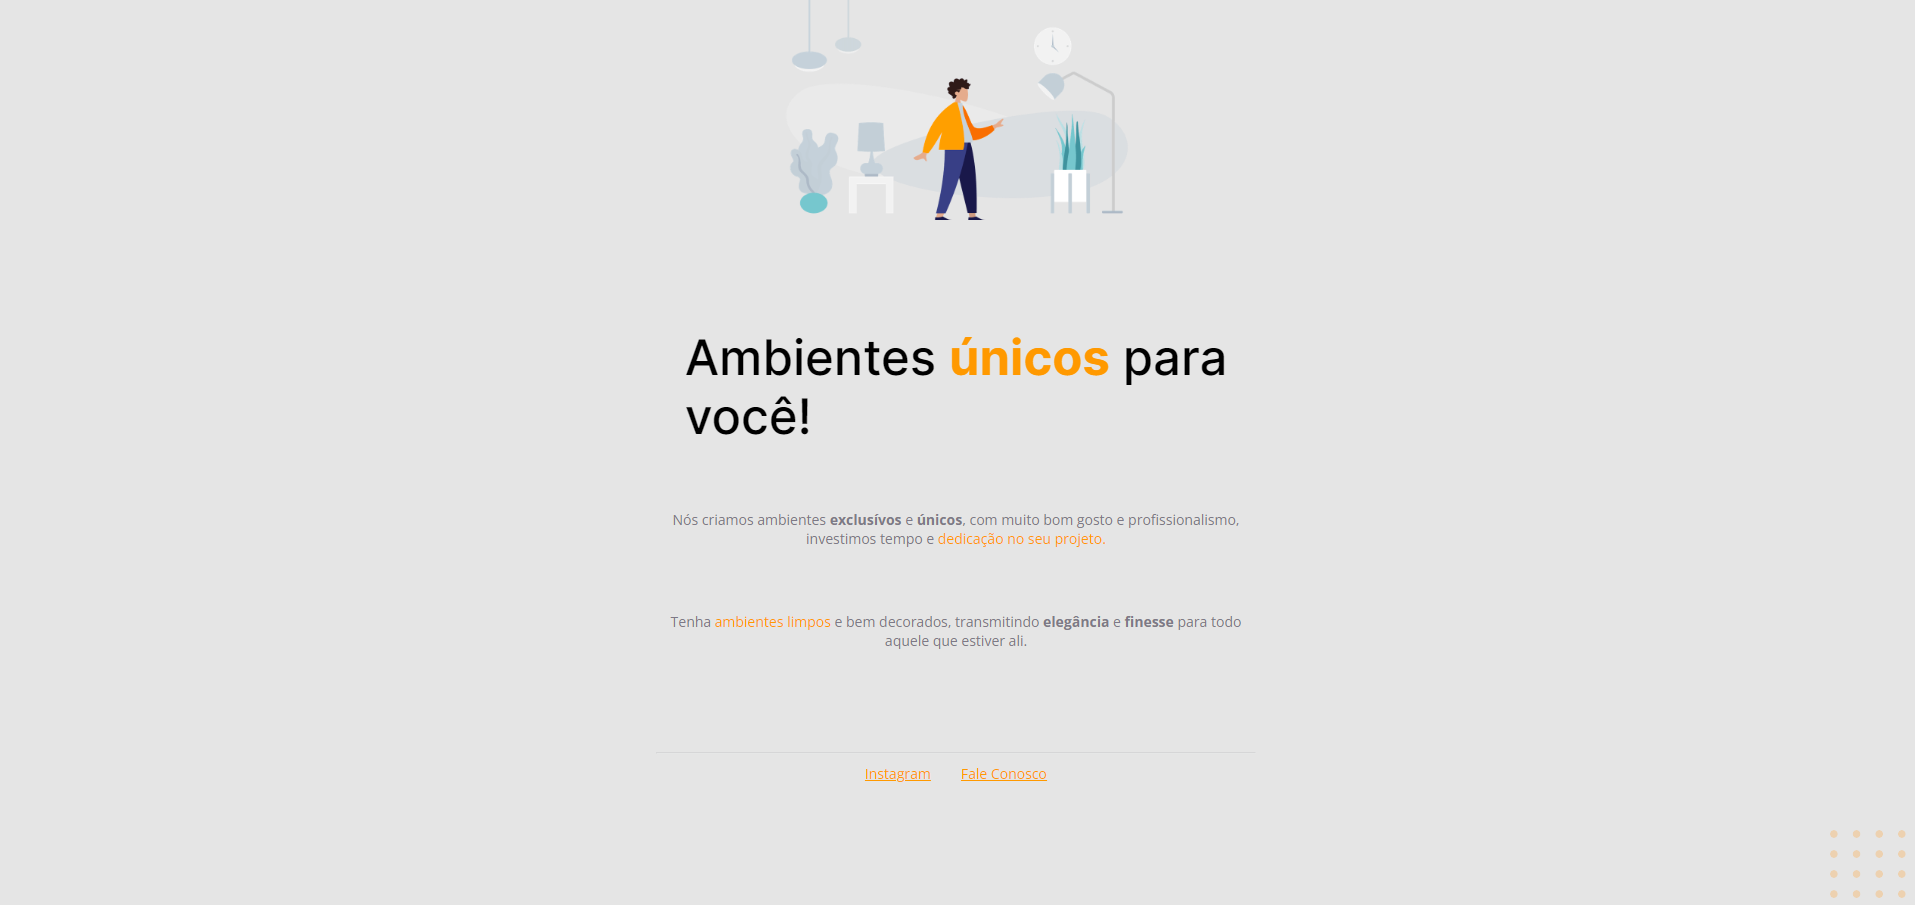 Ambientes únicos para
você!
Nós criamos ambientes exclusívos e únicos, com muito bom gosto e profissionalismo,
investimos tempo e dedicação no seu projeto.
Tenha ambientes limpos e bem decorados, transmitindo elegância e finesse para todo
aquele que estiver ali.
Instagram Fale Conosco